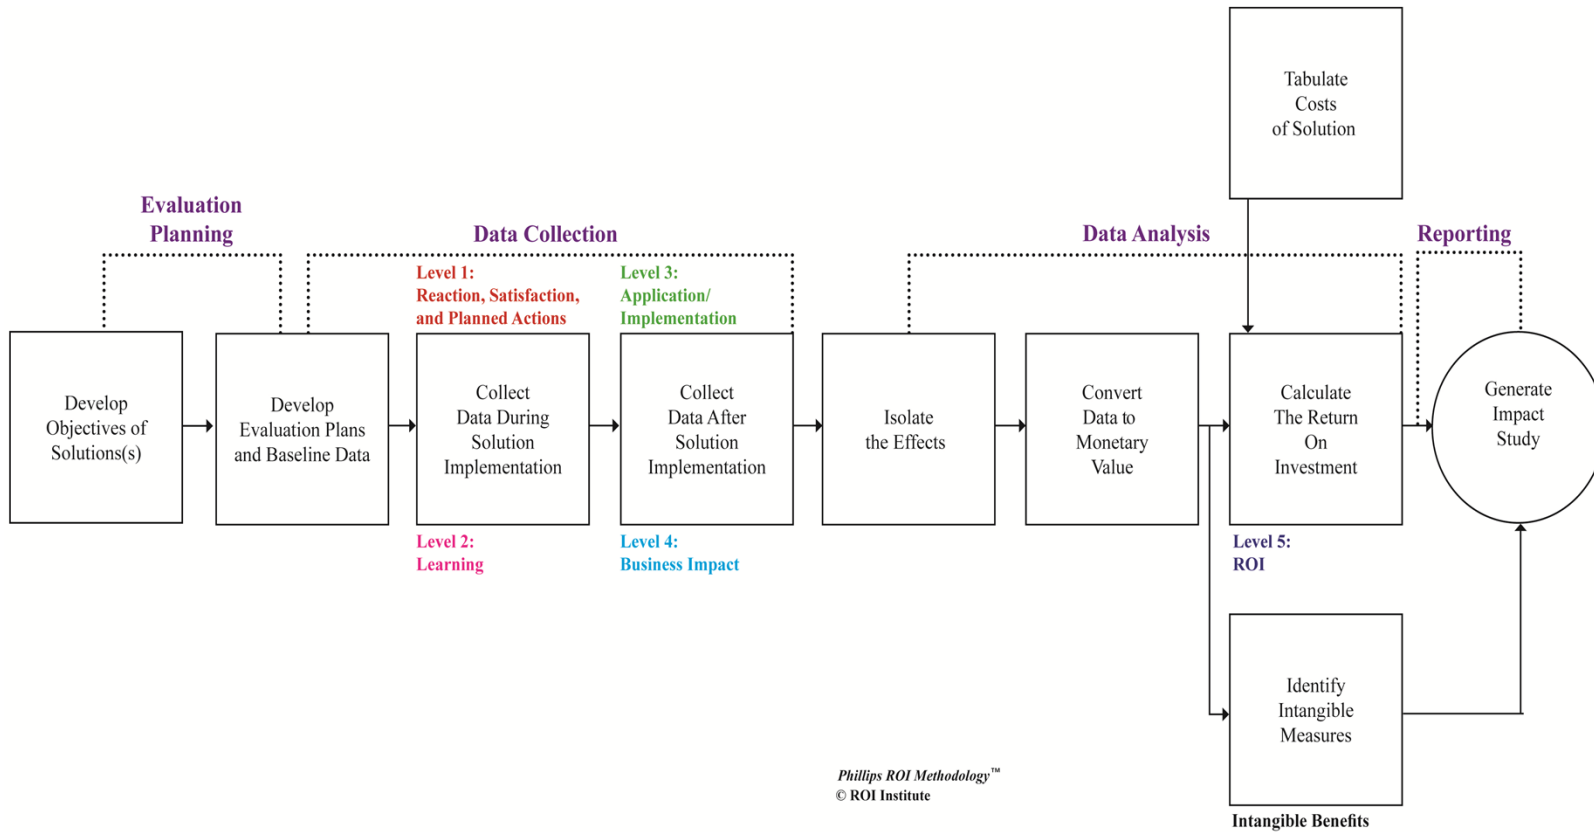 Tabulate
Costs
of Solution
Evaluation
Planning
Data Collection
Data Analysis
Reporting
Level 1:
Reaction, Satisfaction,
and Planned Actions
Level 3:
Application/
Implementation
Develop
Objectives of
Solutions(s)
Develop
Evaluation Plans
and Baseline Data
Collect
Data During
Solution
Implementation
Collect
Data After
Solution
Implementation
Isolate
the Effects
Convert
Data to
Monetary
Value
Calculate
The Return
On
Investment
Generate
Impact
Study
Level 2:
Learning
Level 4:
Business Impact
Level 5:
ROI
Identify
Intangible
Measures
Phillips ROI Methodology™
© ROI Institute
Intangible Benefits